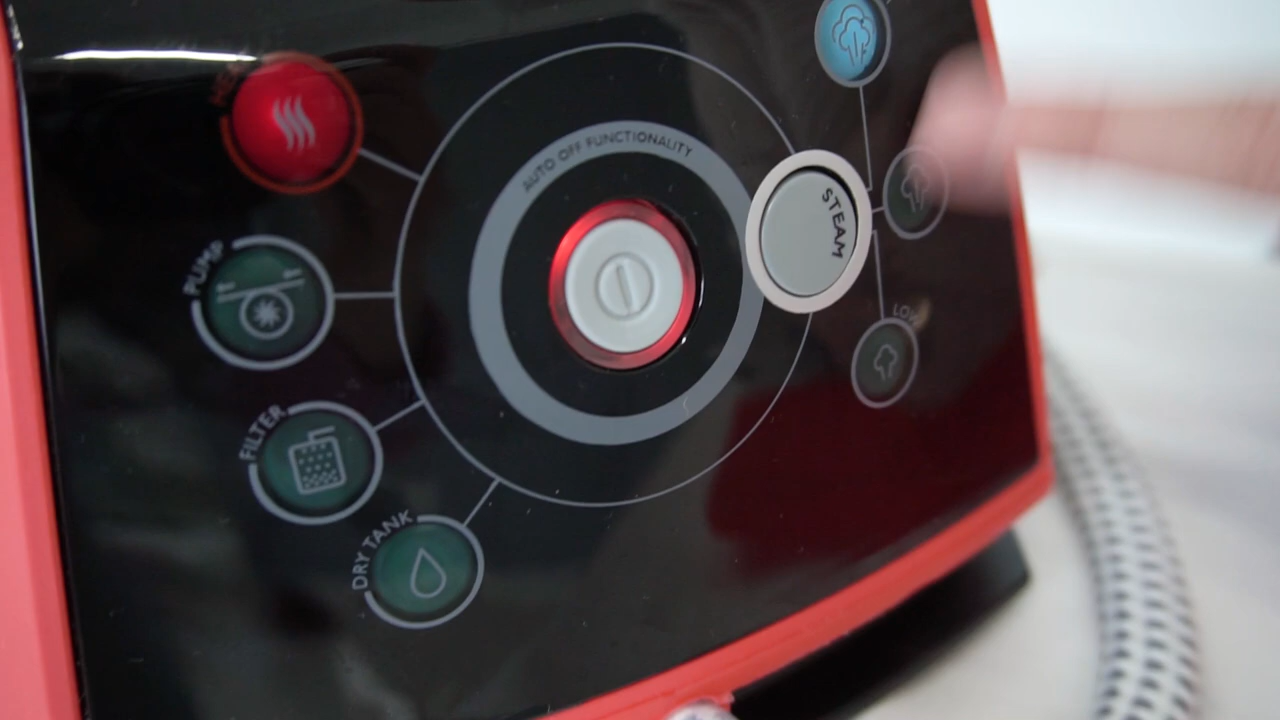 AUTO OFF FUNCTIONALITY
STEAM
PUMP
LOW
FILTER
DRY TANK